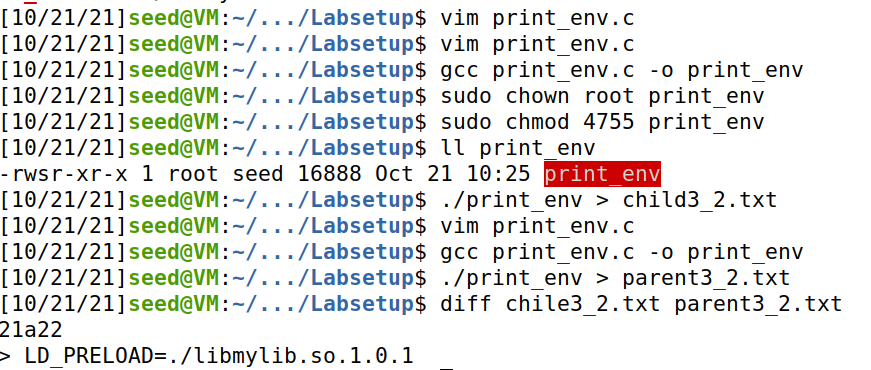 [10/21/21]seed@VM:~/.../Labsetup$ vim print_env.c
[10/21/21]seed@VM:~/.../Labsetup$ vim print_env.c
[10/21/21]seed@VM:~/.../Labsetup$ gcc print_env.c -o print_env
[10/21/21]seed@VM:~/.../Labsetup$ sudo chown root print_env
[10/21/21]seed@VM:~/.../Labsetup$ sudo chmod 4755 print_env
[10/21/21]seed@VM:~/.../Labsetup$ ll print_env
-rwsr-xr-x 1 root seed 16888 Oct 21 10:25 print_env
[10/21/21]seed@VM:~/.../Labsetup$ ./print_env > child3_2.txt
[10/21/21]seed@VM:~/.../Labsetup$ vim print_env.c
[10/21/21]seed@VM:~/.../Labsetup$ gcc print_env.c -o print_env
[10/21/21]seed@VM:~/.../Labsetup$ ./print_env > parent3_2.txt
[10/21/21]seed@VM:~/.../Labsetup$ diff chile3_2.txt parent3_2.txt
21a22
> LD_PRELOAD=./libmylib.so.1.0.1